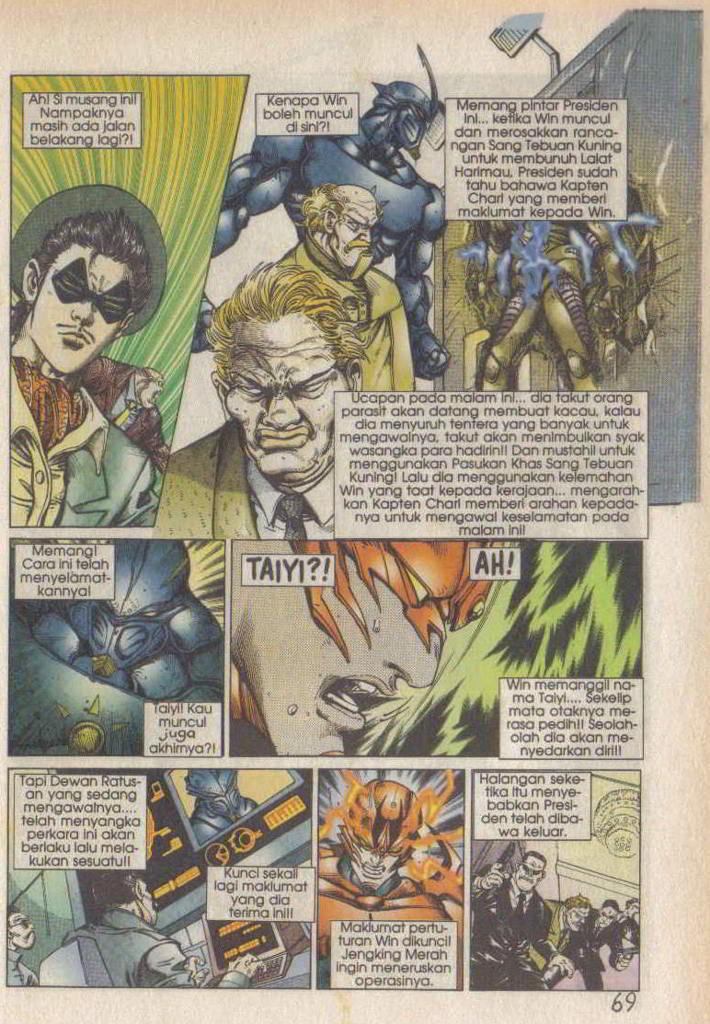 Ah! Si musang ini!
Nampaknya
masih ada jalan
belakang lagi?!
Kenapa Win
boleh muncul
di sini?!
Memang pintar Presiden
ini... ketika Win muncul
dan merosakkan ranca-
ngan Sang Tebuan Kuning
untuk membunuh Lalat
Harimau, Presiden sudah
tahu bahawa Kapten
Charl yang memberi
maklumat kepada Win.
Ucapan pada malam ini... dia takut orang
parasit akan datang membuat kacau, kalau
dia menyuruh tentera yang banyak untuk
mengawalnya, takut akan menimbulkan syak
wasangka para hadirin!! Dan mustahil untuk
menggunakan Pasukan Khas Sang Tebuan
Kuning! Lalu dia menggunakan kelemahan
Win yang taat kepada kerajaan... mengarah-
kan Kapten Charl memberi arahan kepada-
nya untuk mengawal keselamatan pada
malam ini!
Memang!
Cara ini telah
menyelamat-
kannya!
Taiyi! Kau
muncul
juga
akhirnya?!
TAIYI?!
AH!
Win memanggil na-
ma Taiyi.... Sekelip
mata otaknya me-
rasa pedih!! Seolah-
olah dia akan me-
nyedarkan diri!!
Tapi Dewan Ratus-
an yang sedang
mengawalnya....
telah menyangka
perkara ini akan
berlaku lalu mela-
kukan sesuatu!!
Kunci sekali
lagi maklumat
yang dia
terima ini!!
Maklumat pertu-
turan Win dikunci!
Jengking Merah
ingin meneruskan
operasinya.
Halangan seke-
tika itu menye-
babkan Presi-
den telah diba-
wa keluar.
69